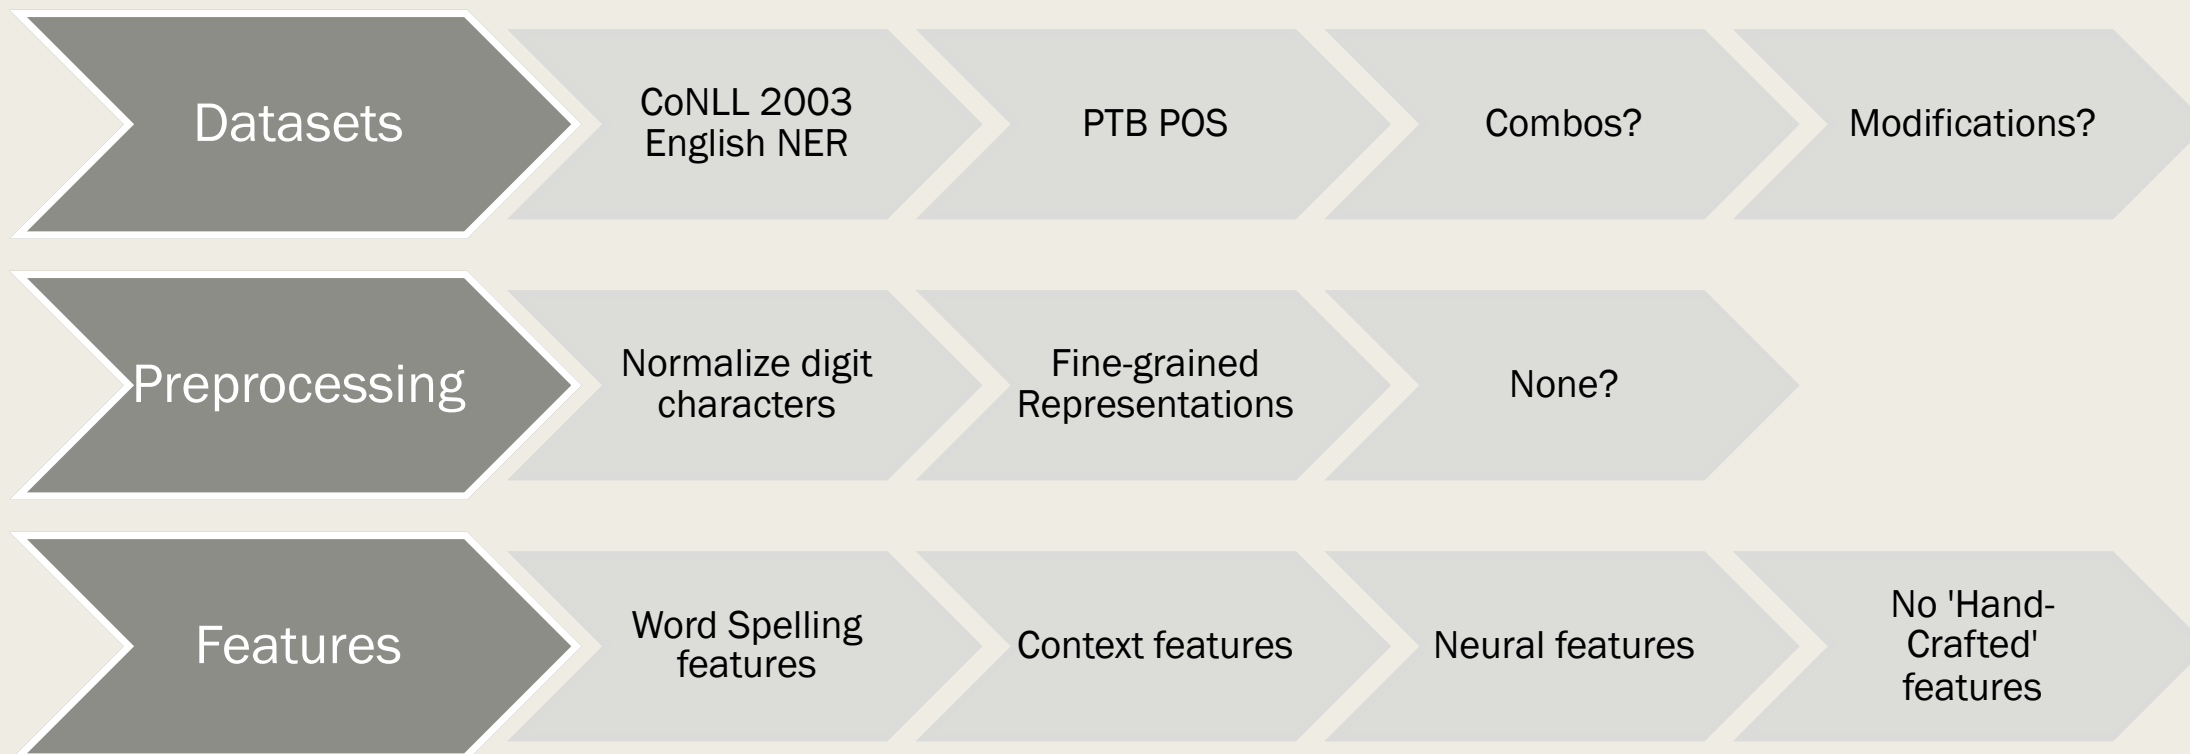 Datasets
CoNLL 2003
English NER
PTB POS
Combos?
Modifications?
Preprocessing
Normalize digit
characters
Fine-grained
Representations
None?
Features
Word Spelling
features
Context features
Neural features
No 'Hand-
Crafted'
features